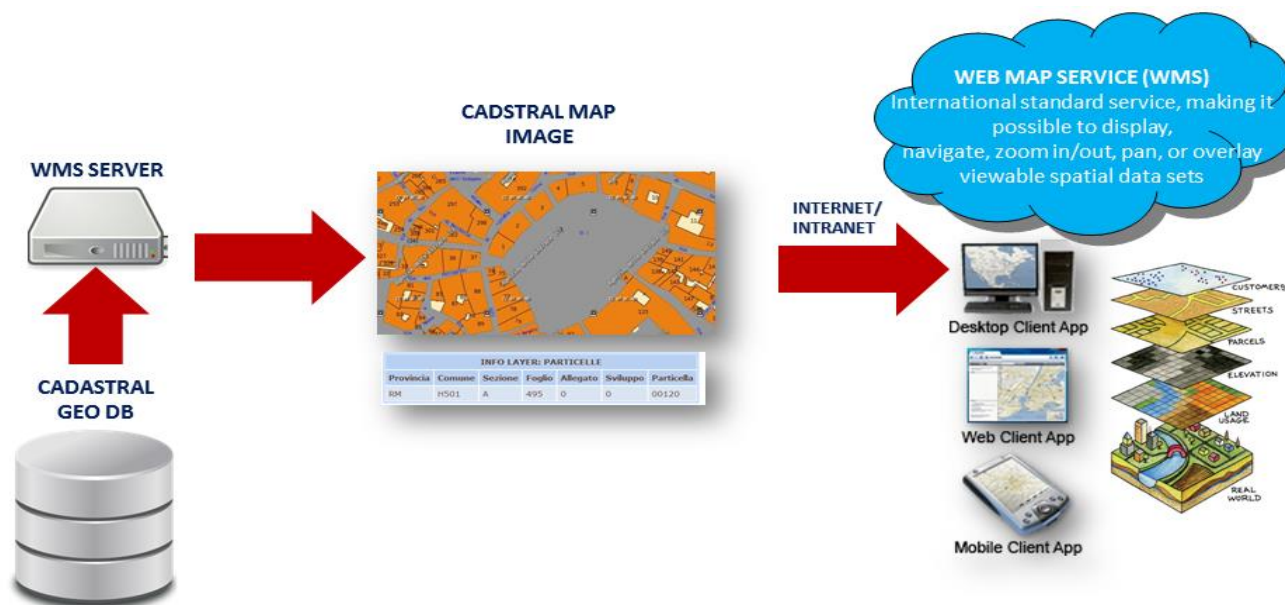 WMS SERVER
CADASTRAL
GEO DB
CADSTRAL MAP
IMAGE
INFO LAYER: PARTICELLE
Provincia Comune Sezione Foglio Allegato Sviluppo Particella
RM H501 A 495 0 0 00120
INTERNET/
INTRANET
WEB MAP SERVICE (WMS)
International standard service, making it
possible to display,
navigate, zoom in/out, pan, or overlay
viewable spatial data sets
Desktop Client App
Web Client App
Mobile Client App
CUSTOMERS
STREETS
PARCELS
ELEVATION
LAND
USAGE
REAL
WORLD